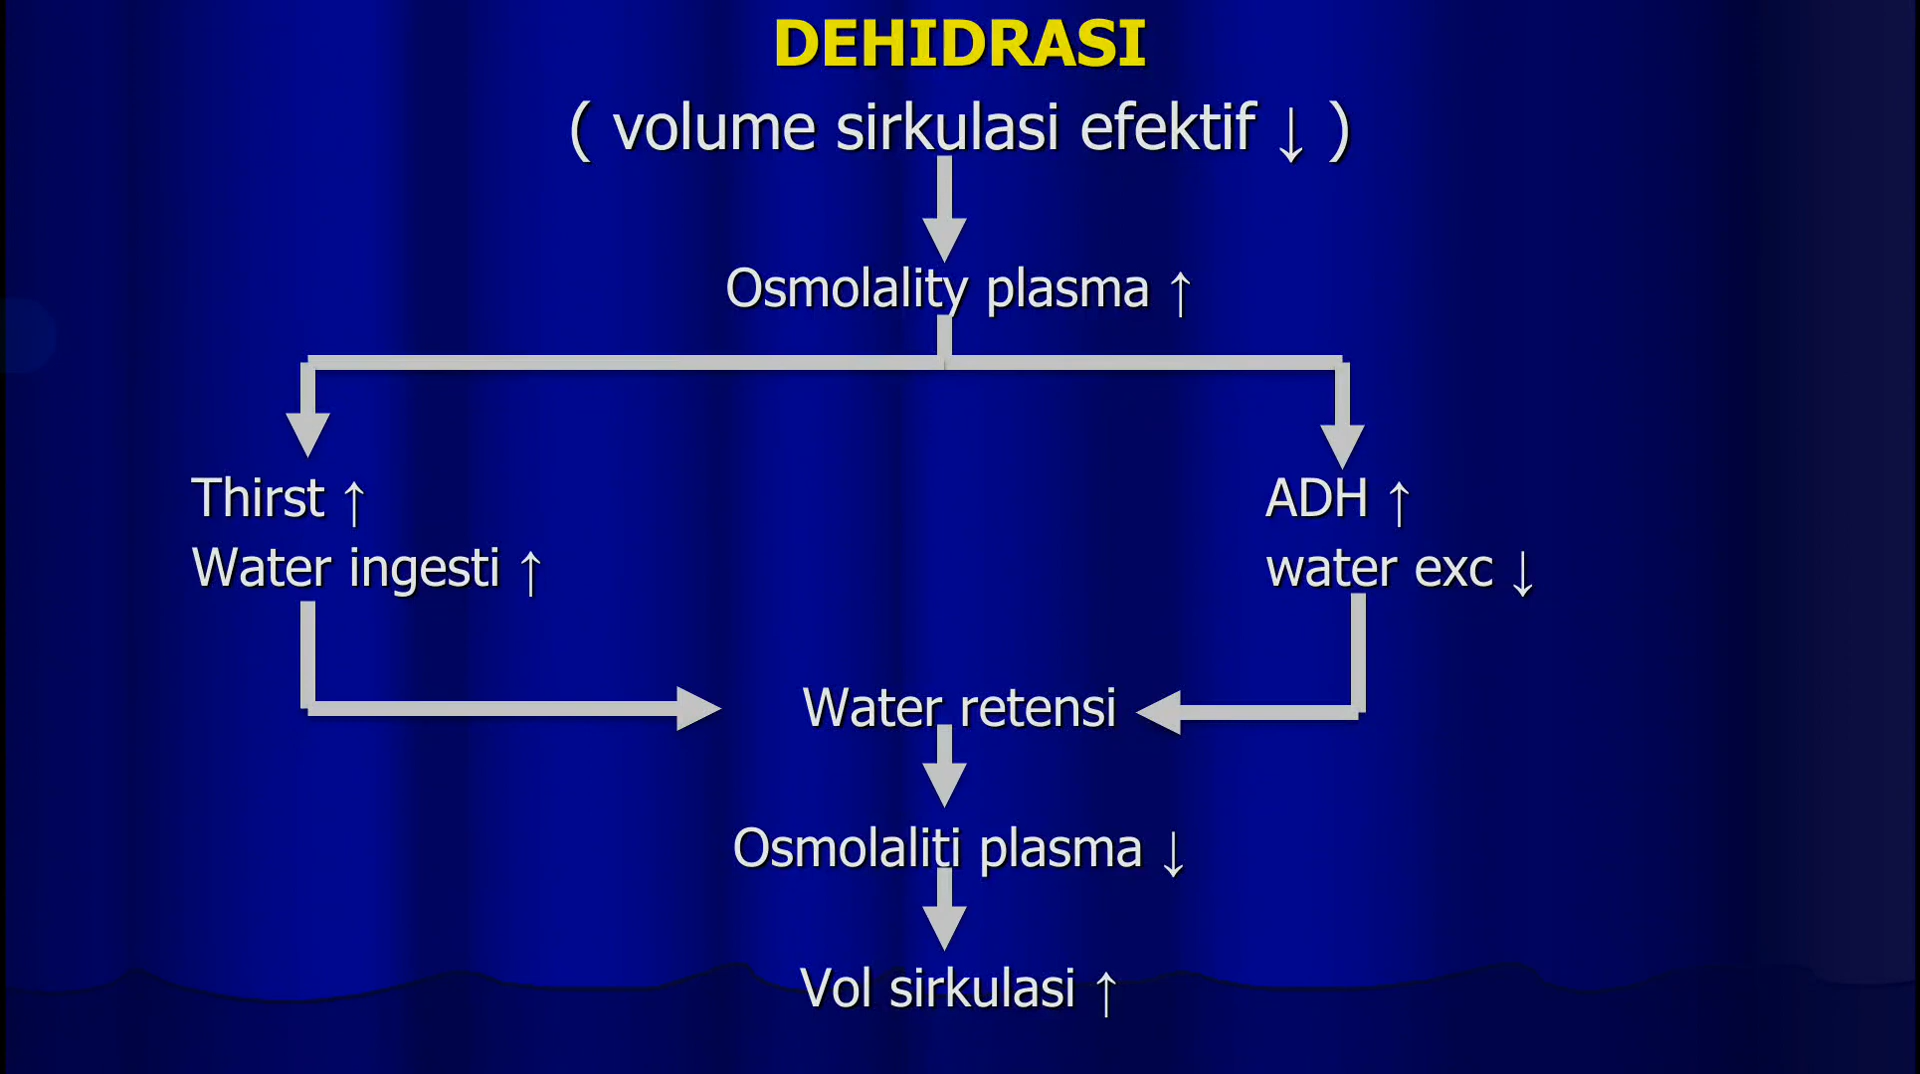 DEHIDRASI
( volume sirkulasi efektif ↓ )
Osmolality plasma ↑
Thirst ↑
Water ingesti ↑
ADH ↑
water exc ↓
Water retensi
Osmolaliti plasma ↓
Vol sirkulasi ↑